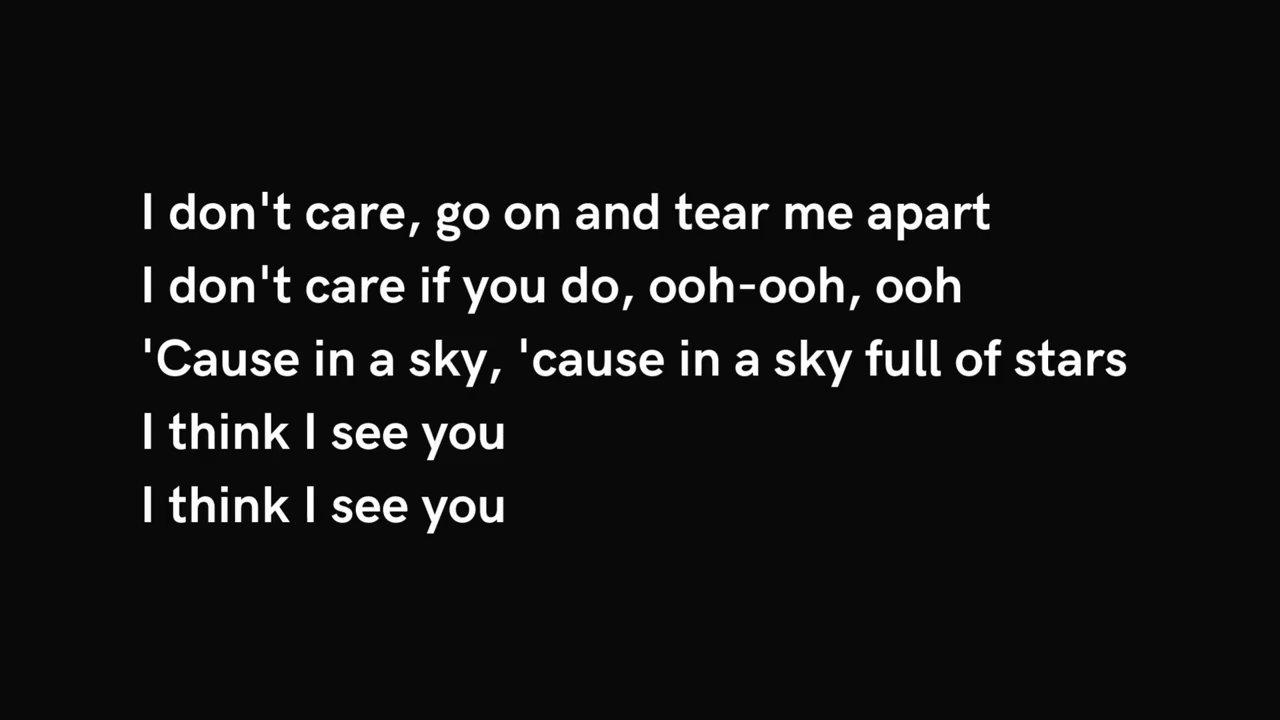 I don't care, go on and tear me apart
I don't care if you do, ooh-ooh, ooh
'Cause in a sky, 'cause in a sky full of stars
I think I see you
I think I see you